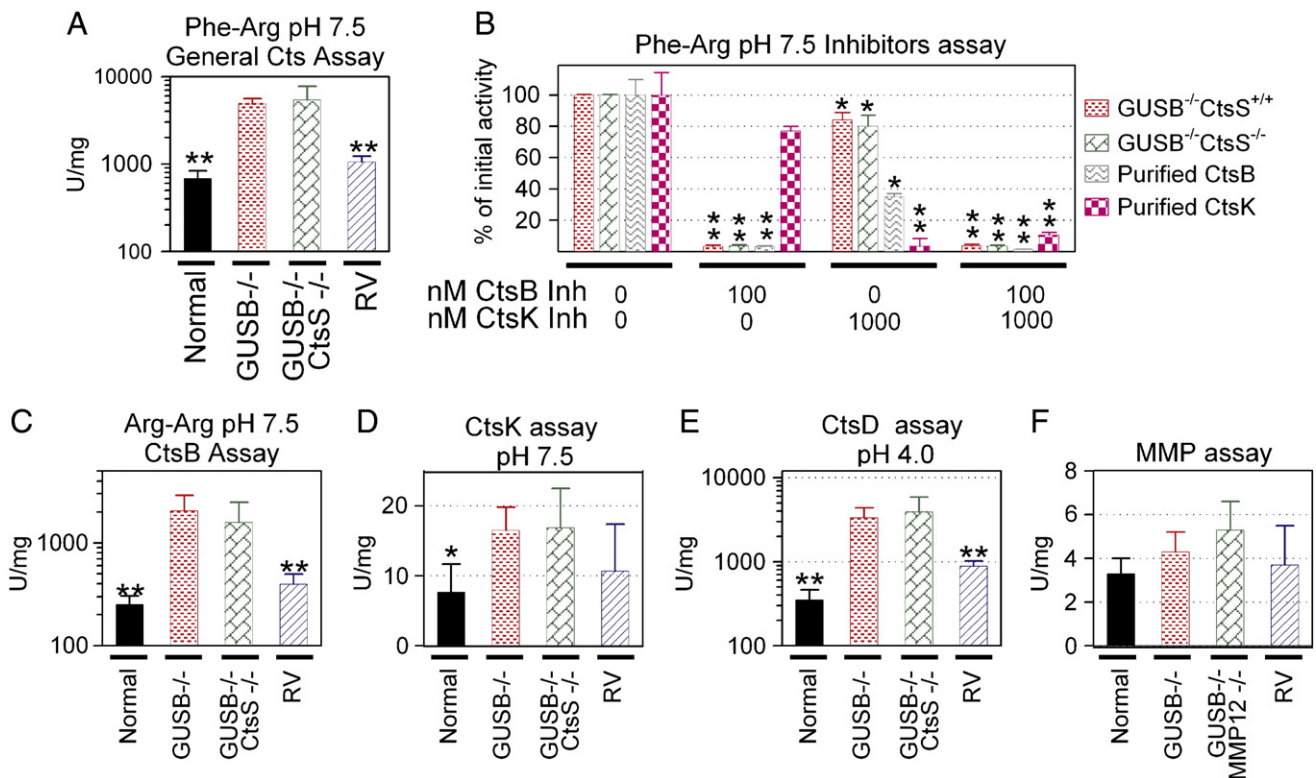 A
Phe-Arg pH 7.5
General Cts Assay
U/mg
10000
1000
100
**
**
Normal
GUSB-/-
GUSB-/-
CtsS -/-
RV
B
Phe-Arg pH 7.5 Inhibitors assay
% of initial activity
100
80
60
40
20
** ** **
* * * **
** ** ** **
GUSB-/-CtsS+/+
GUSB-/-CtsS-/-
Purified CtsB
Purified CtsK
nM CtsB Inh 0 100 0 100
nM CtsK Inh 0 0 1000 1000
C
Arg-Arg pH 7.5
CtsB Assay
U/mg
1000
100
**
**
Normal
GUSB-/-
GUSB-/-
CtsS -/-
RV
D
CtsK assay
pH 7.5
U/mg
20
10
0
*
Normal
GUSB-/-
GUSB-/-
CtsS -/-
RV
E
CtsD assay
pH 4.0
U/mg
10000
1000
100
**
**
Normal
GUSB-/-
GUSB-/-
CtsS -/-
RV
F
MMP assay
U/mg
8
6
4
2
0
Normal
GUSB-/-
GUSB-/-
MMP12 -/-
RV